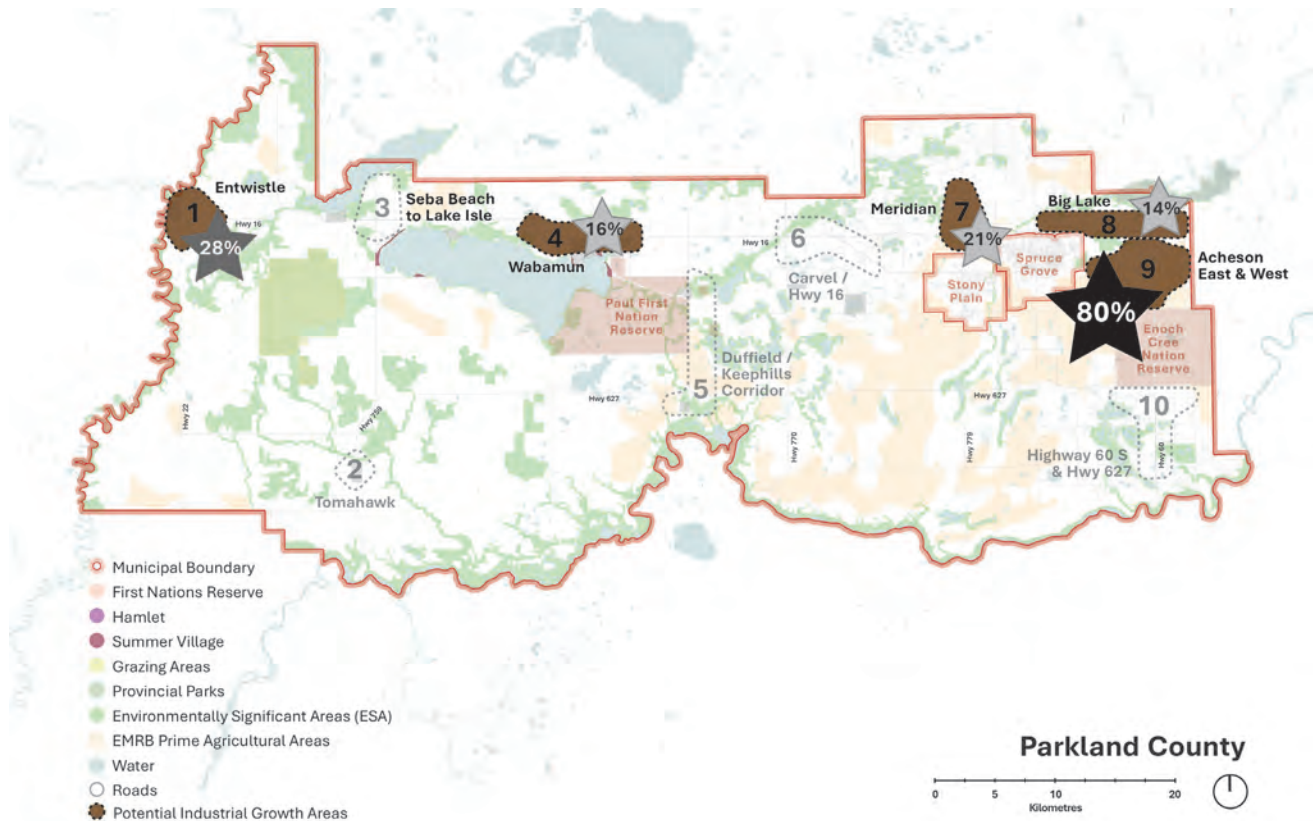 Entwistle
1
Hwy 16
28%
3
Seba Beach
to Lake Isle
4
16%
Wabamun
Paul First
Nation
Reserve
Hwy 16
6
Carvel /
Hwy 16
Meridian
7
21%
Big Lake
8
14%
9
Acheson
East & West
80%
Spruce
Grove
Stony
Plain
Enoch
Cree
Nation
Reserve
Duffield /
Keephills
Corridor
5
Hwy 22
Hwy 759
Hwy 627
Hwy 770
Hwy 779
Hwy 627
10
Highway 60 S
& Hwy 627
Hwy 60
2
Tomahawk
Municipal Boundary
First Nations Reserve
Hamlet
Summer Village
Grazing Areas
Provincial Parks
Environmentally Significant Areas (ESA)
EMRB Prime Agricultural Areas
Water
Roads
Potential Industrial Growth Areas
Parkland County
0 5 10 20
Kilometres